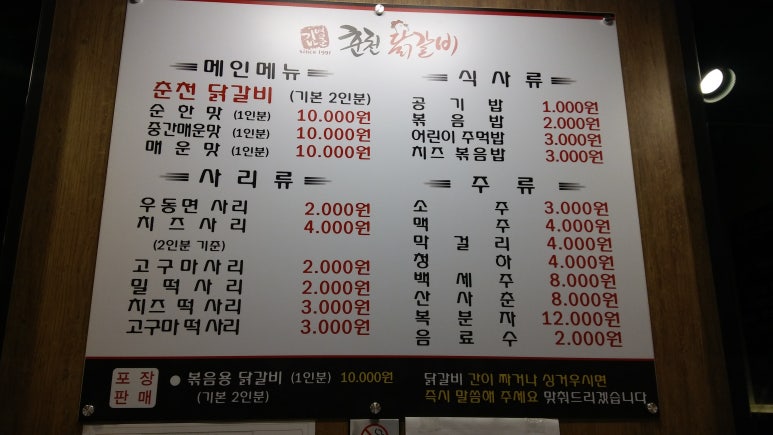 since 1991
춘천 닭갈비
메인메뉴
춘천 닭갈비 (기본 2인분)
순한맛 (1인분) 10.000원
중간매운맛 (1인분) 10.000원
매운맛 (1인분) 10.000원
사리류
우동면 사리 2.000원
치즈 사리 4.000원
(2인분 기준)
고구마사리 2.000원
밀떡사리 2.000원
치즈떡사리 3.000원
고구마떡사리 3.000원
식사류
공기밥 1.000원
볶음밥 2.000원
어린이 주먹밥 3.000원
치즈 볶음밥 3.000원
주류
소주 3.000원
맥주 4.000원
막걸리 4.000원
청하 4.000원
백세주 8.000원
산사춘 8.000원
복분자 12.000원
음료수 2.000원
포장
판매
볶음용 닭갈비 (1인분) 10.000원
(기본 2인분)
닭갈비 간이 짜거나 싱거우시면
즉시 말씀해 주세요 맞춰드리겠습니다